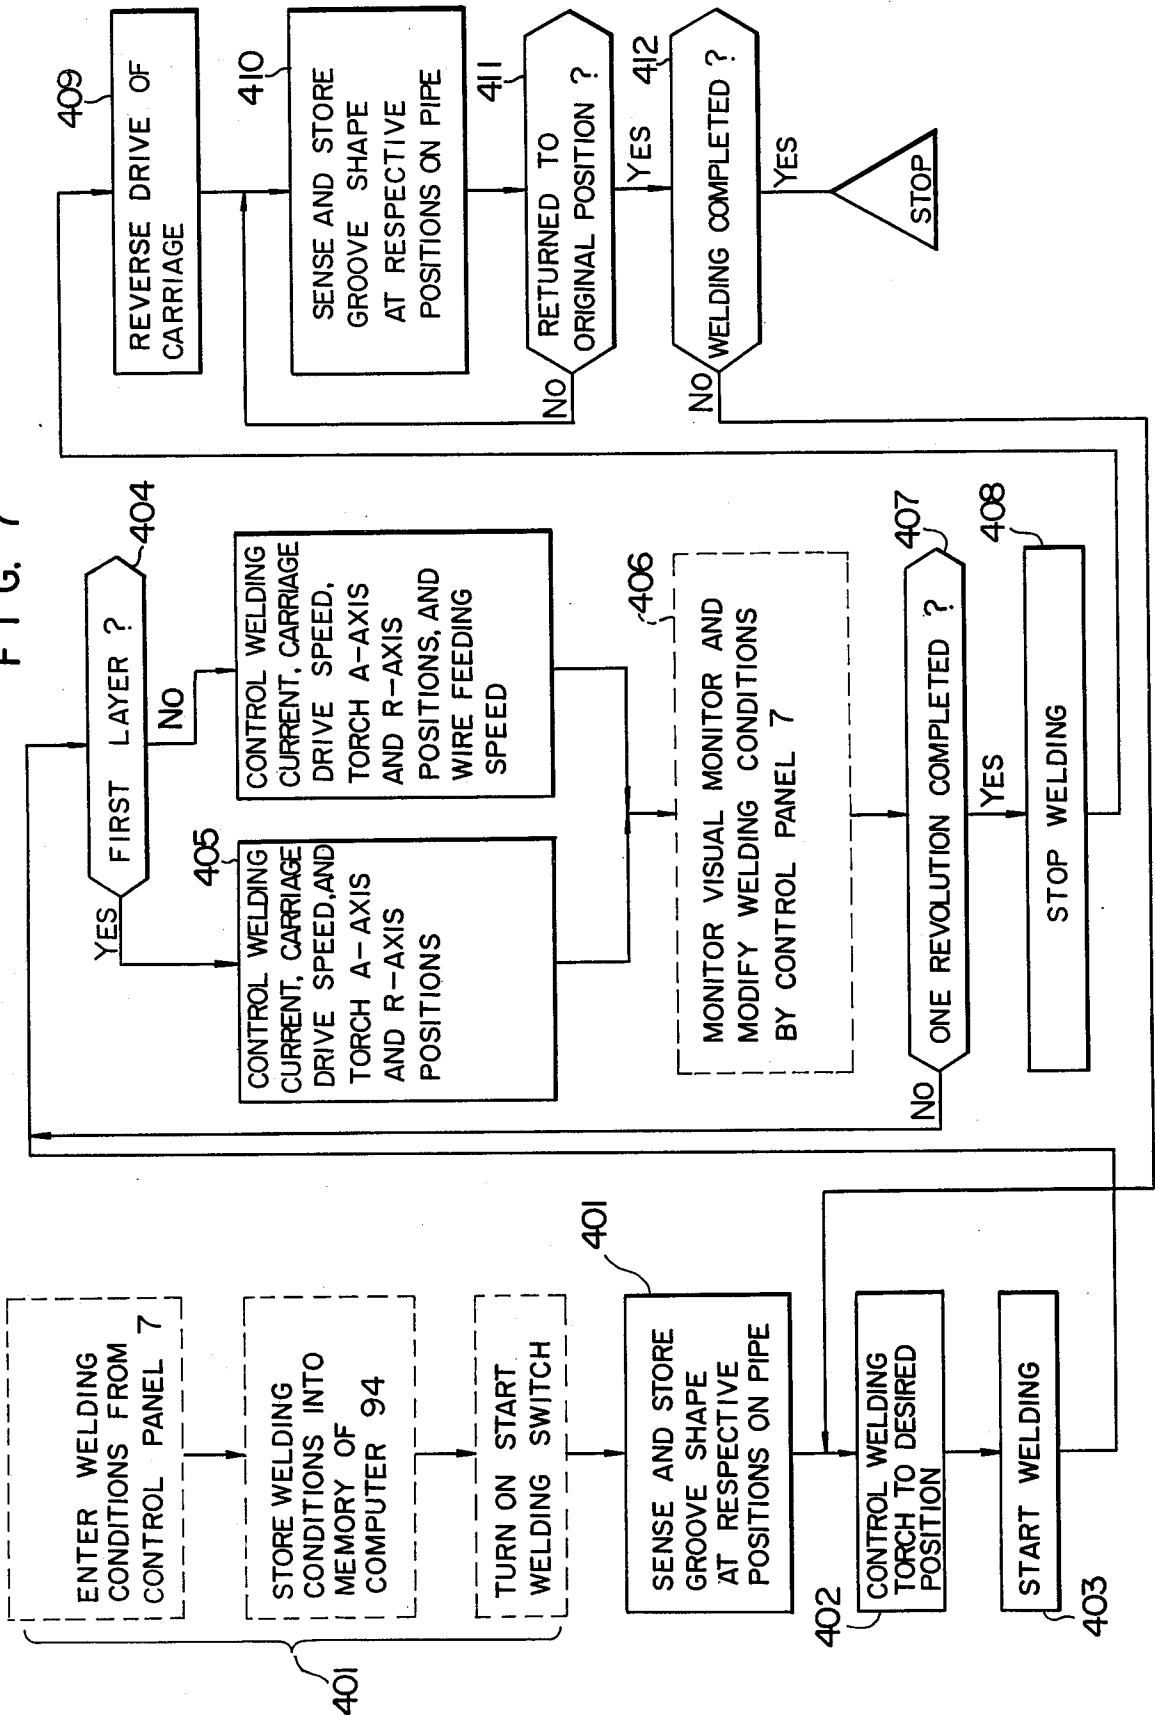 FIG. 7
ENTER WELDING
CONDITIONS FROM
CONTROL PANEL 7
STORE WELDING
CONDITIONS INTO
MEMORY OF
COMPUTER 94
TURN ON START
WELDING SWITCH
401
SENSE AND STORE
GROOVE SHAPE
AT RESPECTIVE
POSITIONS ON PIPE
401
CONTROL WELDING
TORCH TO DESIRED
POSITION
402
START WELDING
403
FIRST LAYER ?
404
YES
NO
405
CONTROL WELDING
CURRENT, CARRIAGE
DRIVE SPEED, AND
TORCH A-AXIS
AND R-AXIS
POSITIONS
CONTROL WELDING
CURRENT, CARRIAGE
DRIVE SPEED,
TORCH A-AXIS
AND R-AXIS
POSITIONS, AND
WIRE FEEDING
SPEED
406
MONITOR VISUAL MONITOR AND
MODIFY WELDING CONDITIONS
BY CONTROL PANEL 7
407
ONE REVOLUTION COMPLETED ?
NO
YES
408
STOP WELDING
409
REVERSE DRIVE OF
CARRIAGE
410
SENSE AND STORE
GROOVE SHAPE
AT RESPECTIVE
POSITIONS ON PIPE
411
RETURNED TO
ORIGINAL POSITION ?
NO
YES
412
WELDING COMPLETED ?
NO
YES
STOP